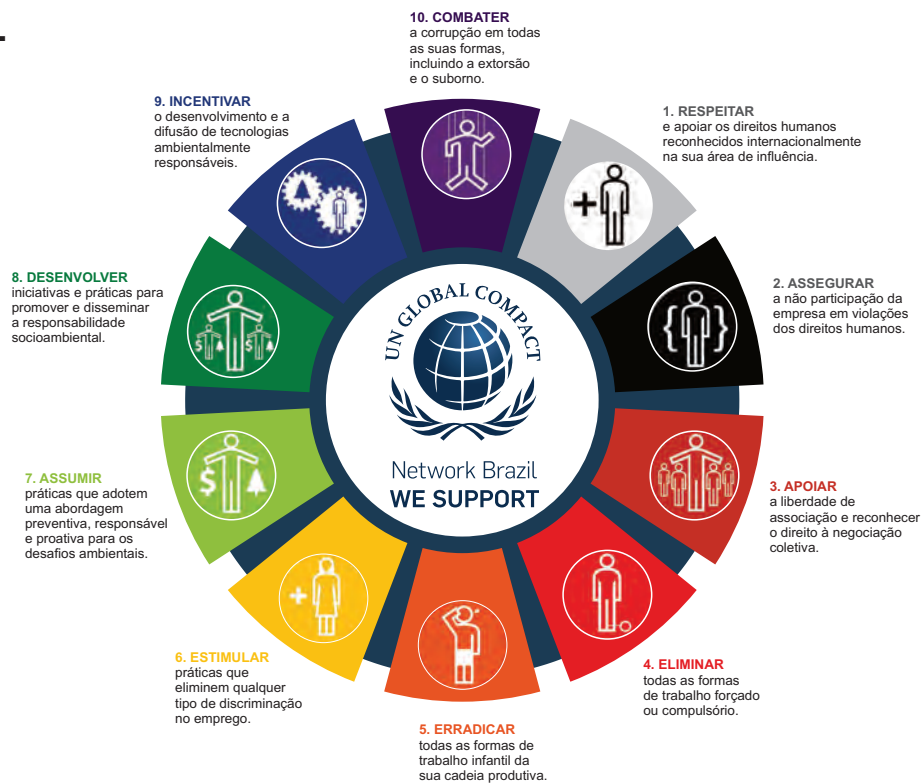 10. COMBATER
a corrupção em todas
as suas formas,
incluindo a extorsão
e o suborno.
9. INCENTIVAR
o desenvolvimento e a
difusão de tecnologias
ambientalmente
responsáveis.
1. RESPEITAR
e apoiar os direitos humanos
reconhecidos internacionalmente
na sua área de influência.
8. DESENVOLVER
iniciativas e práticas para
promover e disseminar
a responsabilidade
socioambiental.
2. ASSEGURAR
a não participação da
empresa em violações
dos direitos humanos.
UN GLOBAL COMPACT
Network Brazil
WE SUPPORT
7. ASSUMIR
práticas que adotem
uma abordagem
preventiva, responsável
e proativa para os
desafios ambientais.
3. APOIAR
a liberdade de
associação e reconhecer
o direito à negociação
coletiva.
6. ESTIMULAR
práticas que
eliminem qualquer
tipo de discriminação
no emprego.
4. ELIMINAR
todas as formas
de trabalho forçado
ou compulsório.
5. ERRADICAR
todas as formas de
trabalho infantil da
sua cadeia produtiva.